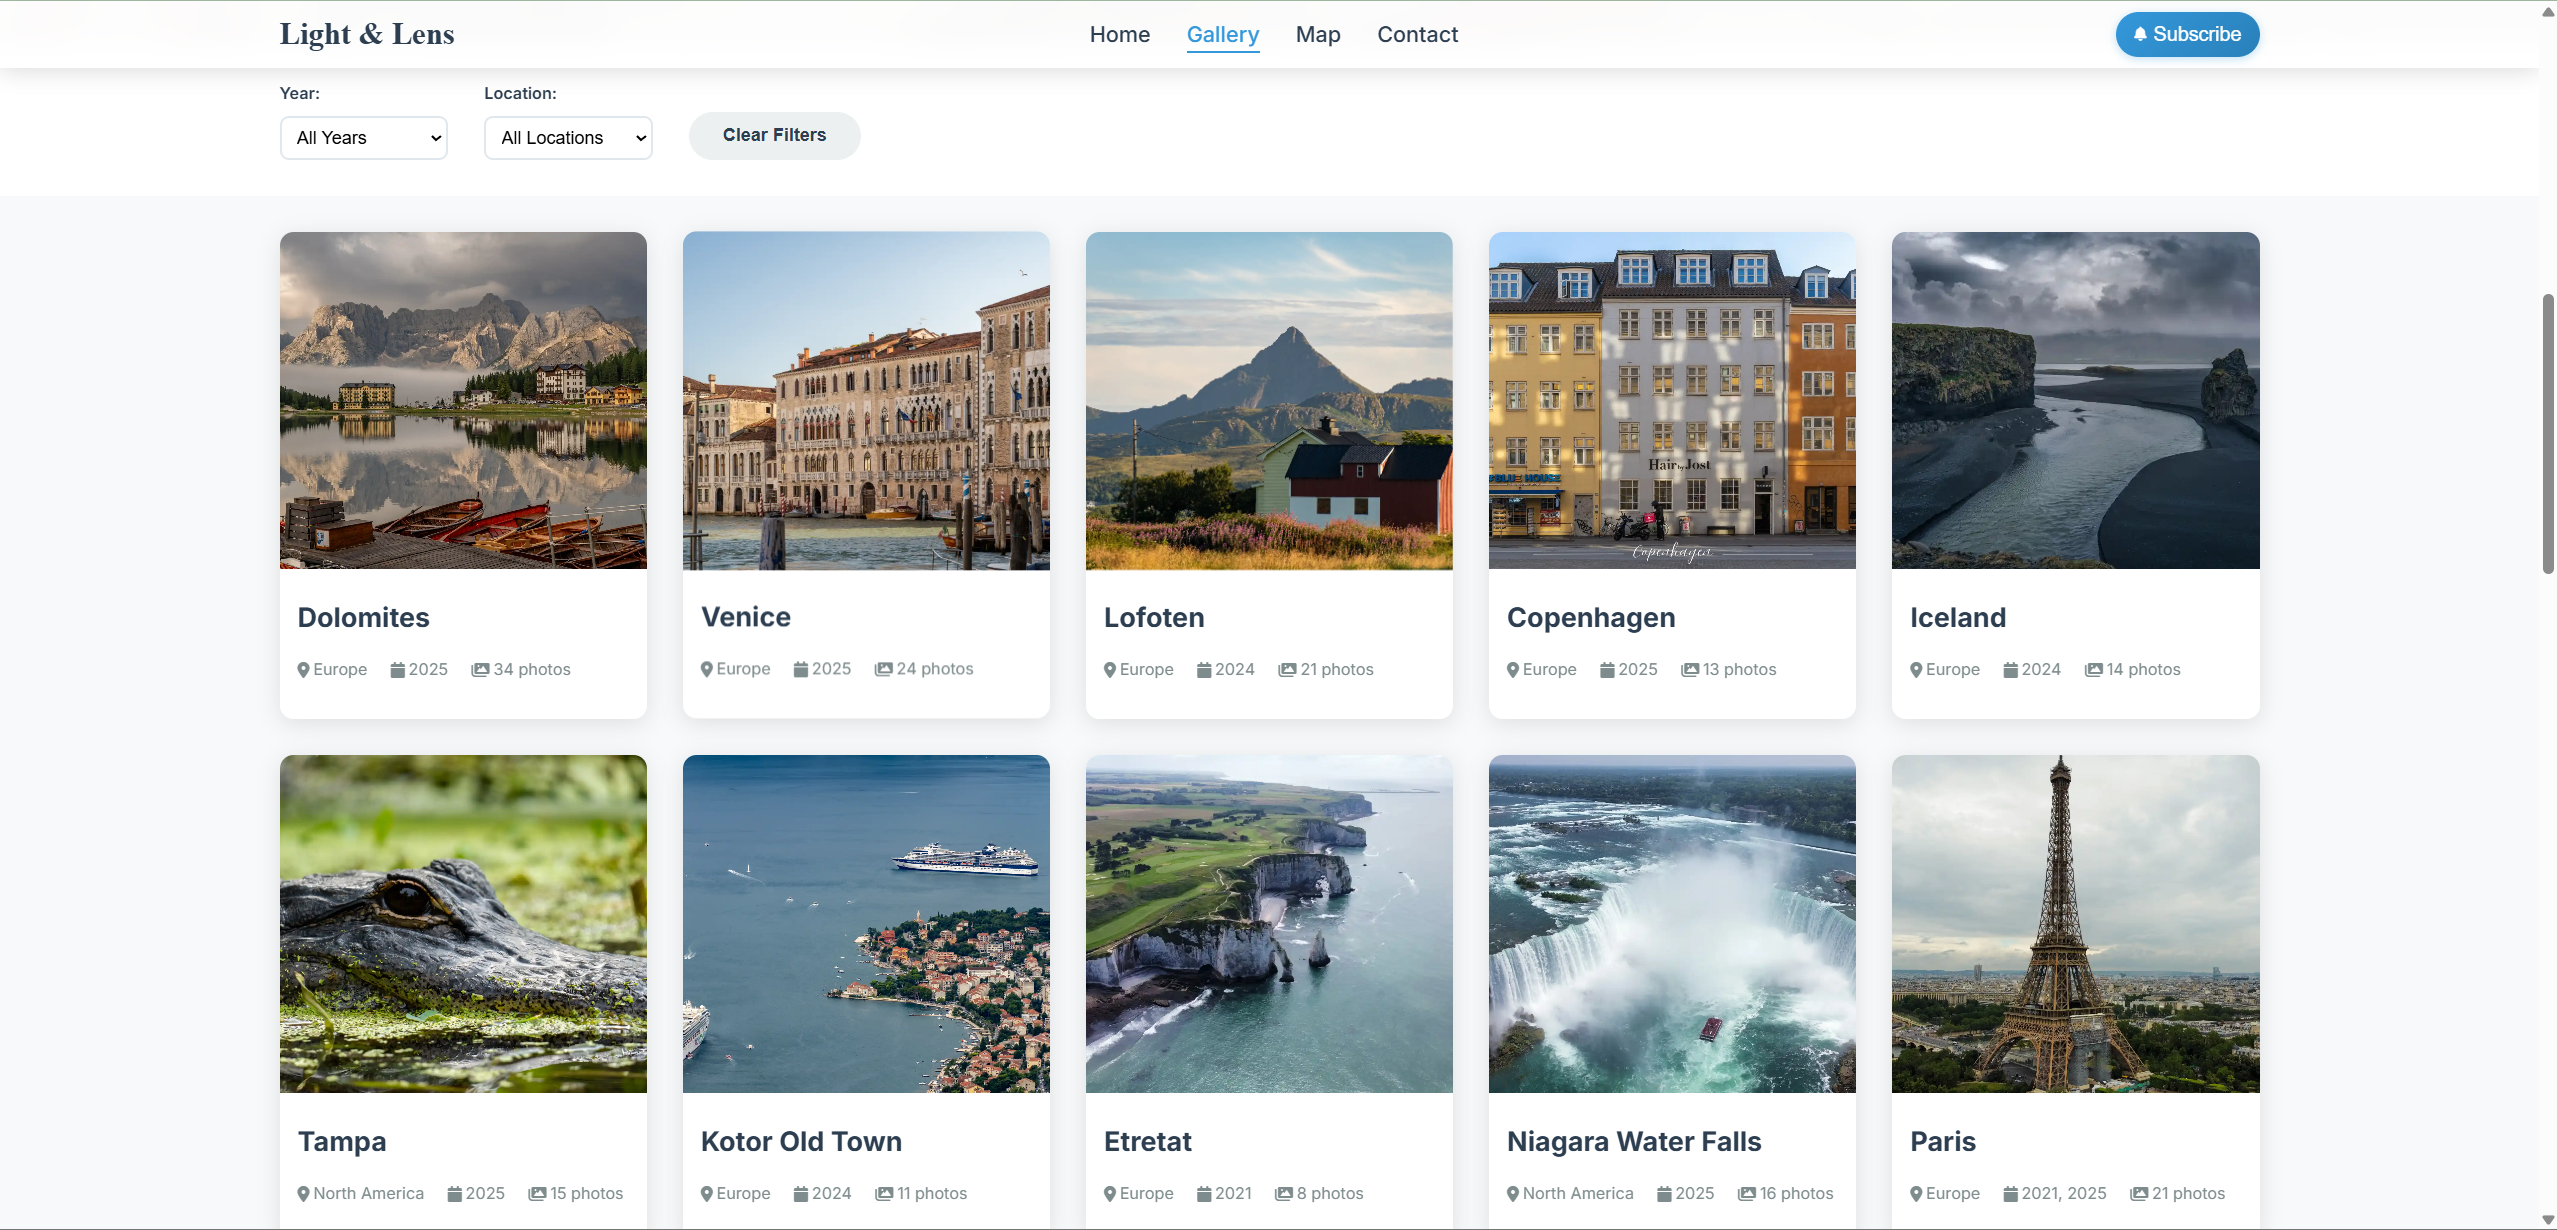 Light & Lens
Home Gallery Map Contact
Subscribe
Year: Location:
All Years All Locations Clear Filters
Hair by Jost
BLUE HOUSE
Copenhagen
Dolomites
Europe 2025 34 photos
Venice
Europe 2025 24 photos
Lofoten
Europe 2024 21 photos
Copenhagen
Europe 2025 13 photos
Iceland
Europe 2024 14 photos
Tampa
North America 2025 15 photos
Kotor Old Town
Europe 2024 11 photos
Etretat
Europe 2021 8 photos
Niagara Water Falls
North America 2025 16 photos
Paris
Europe 2021, 2025 21 photos